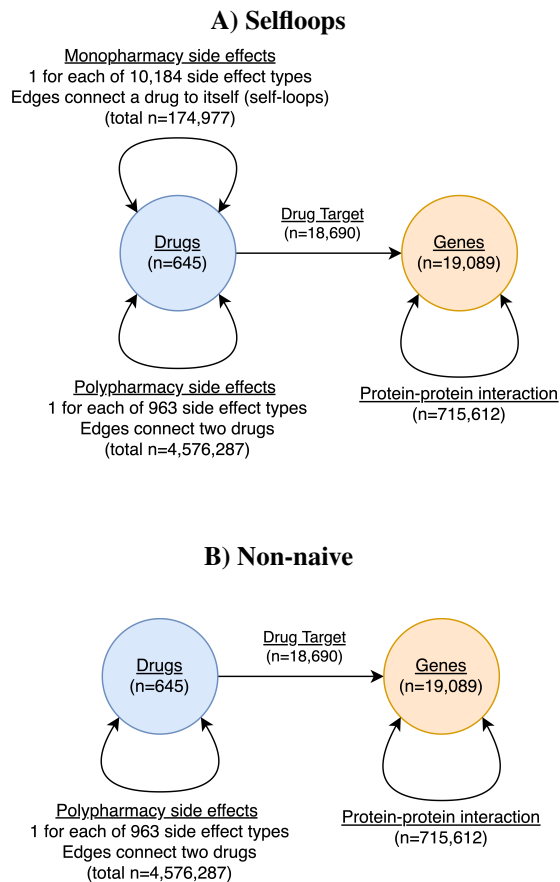 A) Selfloops
Monopharmacy side effects
1 for each of 10,184 side effect types
Edges connect a drug to itself (self-loops)
(total n=174,977)
Drug Target
(n=18,690)
Drugs
(n=645)
Genes
(n=19,089)
Polypharmacy side effects
1 for each of 963 side effect types
Edges connect two drugs
(total n=4,576,287)
Protein-protein interaction
(n=715,612)
B) Non-naive
Drug Target
(n=18,690)
Drugs
(n=645)
Genes
(n=19,089)
Polypharmacy side effects
1 for each of 963 side effect types
Edges connect two drugs
(total n=4,576,287)
Protein-protein interaction
(n=715,612)